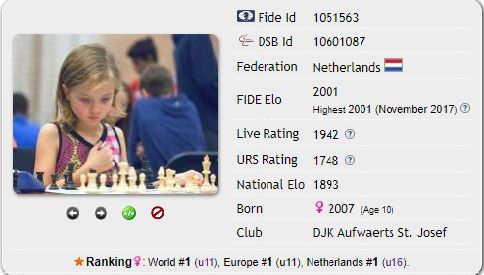 Fide Id 1051563
DSB Id 10601087
Federation Netherlands
FIDE Elo 2001
Highest 2001 (November 2017)
Live Rating 1942
URS Rating 1748
National Elo 1893
Born 2007 (Age 10)
Club DJK Aufwaerts St. Josef
Ranking: World #1 (u11), Europe #1 (u11), Netherlands #1 (u16).